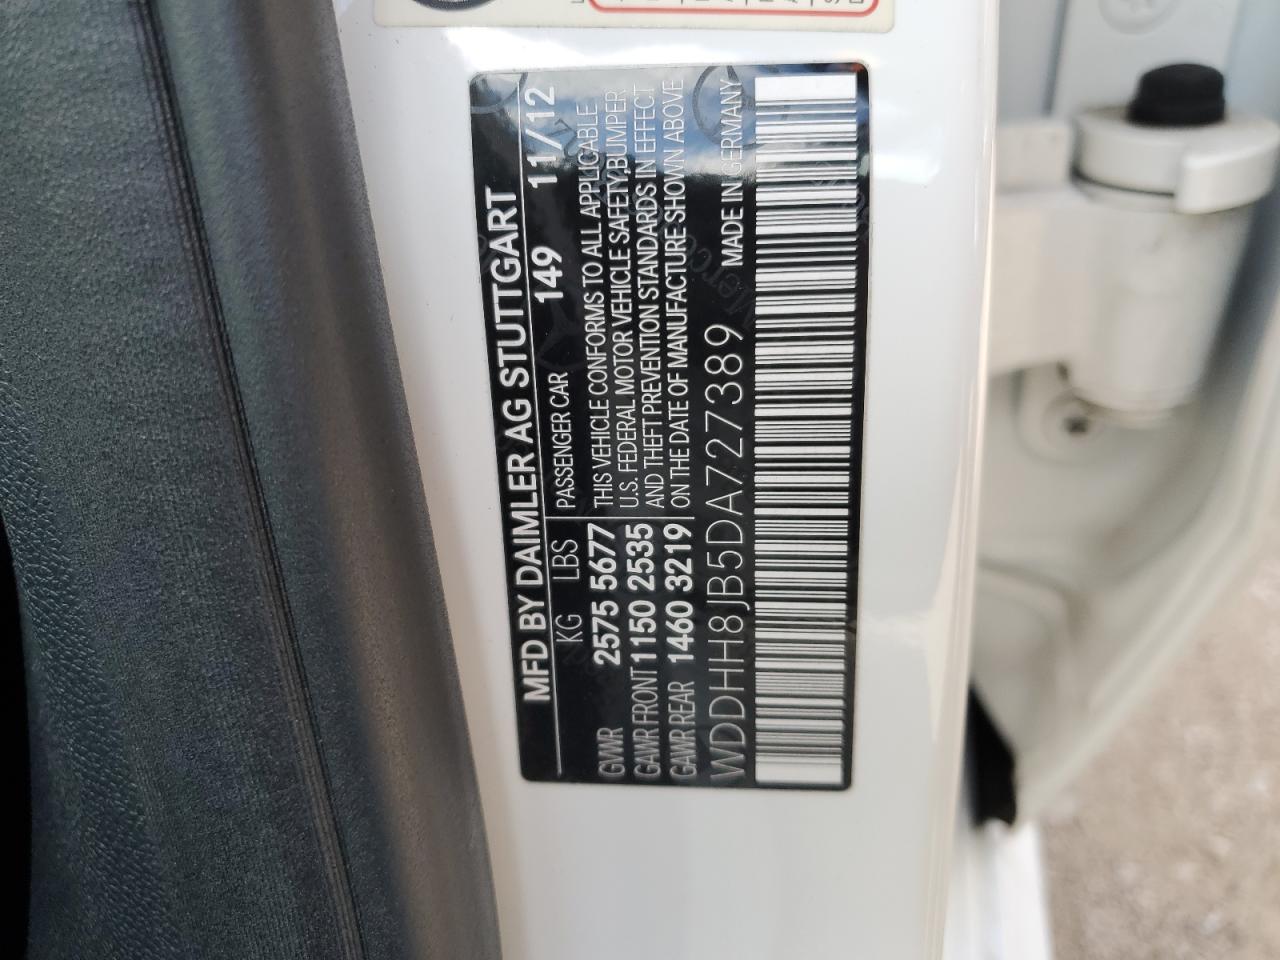 MFD BY DAIMLER AG STUTTGART
KG LBS PASSENGER CAR 149 11/12
GVWR 2575 5677 THIS VEHICLE CONFORMS TO ALL APPLICABLE
GAWR FRONT 1150 2535 U.S. FEDERAL MOTOR VEHICLE SAFETY,BUMPER,
GAWR REAR 1460 3219 AND THEFT PREVENTION STANDARDS IN EFFECT
ON THE DATE OF MANUFACTURE SHOWN ABOVE
WDDHH8JB5DA727389 MADE IN GERMANY